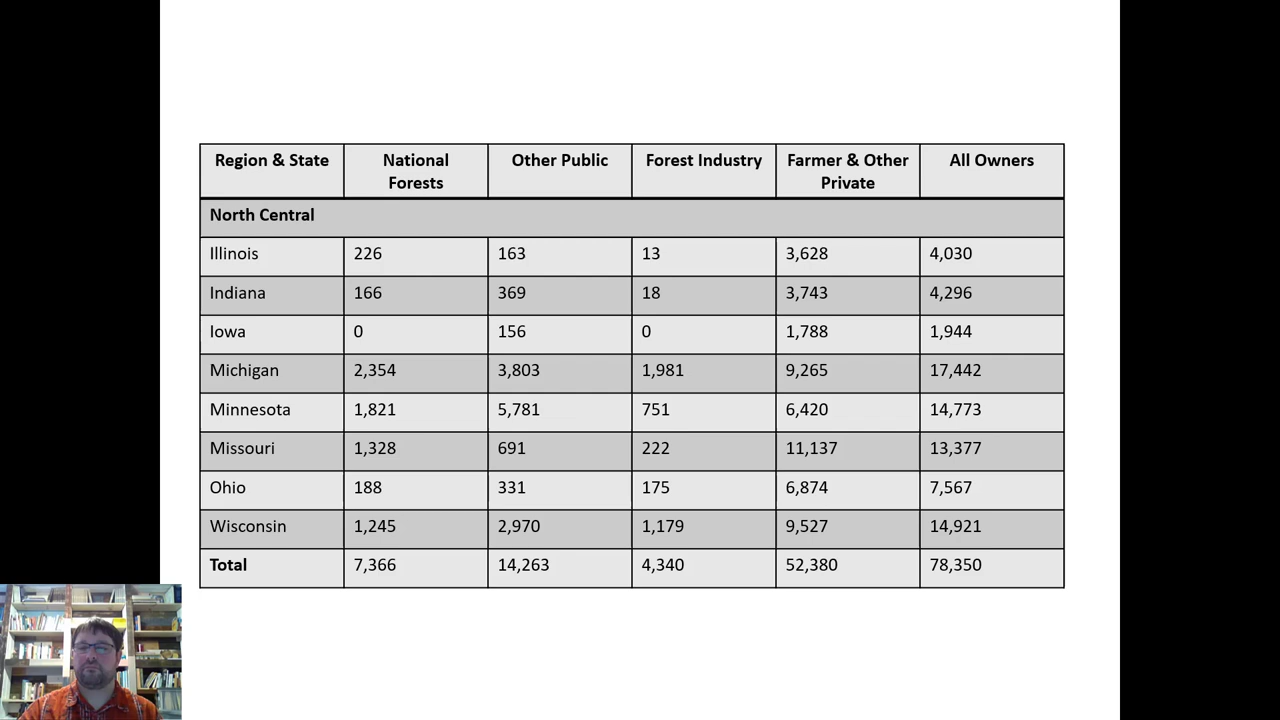 Region & State National Forests Other Public Forest Industry Farmer & Other Private All Owners
North Central
Illinois 226 163 13 3,628 4,030
Indiana 166 369 18 3,743 4,296
Iowa 0 156 0 1,788 1,944
Michigan 2,354 3,803 1,981 9,265 17,442
Minnesota 1,821 5,781 751 6,420 14,773
Missouri 1,328 691 222 11,137 13,377
Ohio 188 331 175 6,874 7,567
Wisconsin 1,245 2,970 1,179 9,527 14,921
Total 7,366 14,263 4,340 52,380 78,350